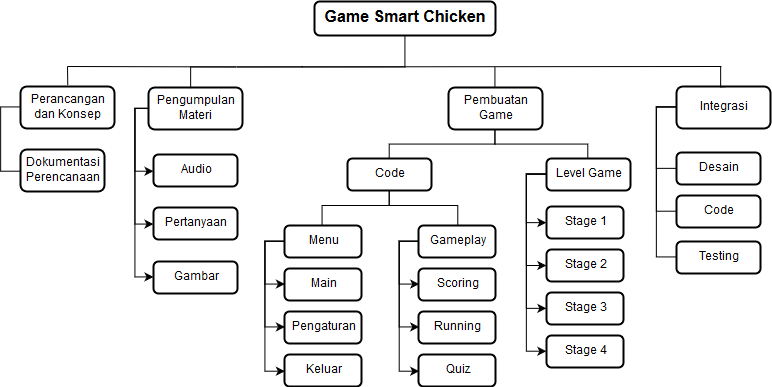 Game Smart Chicken
Perancangan
dan Konsep
Dokumentasi
Perencanaan
Pengumpulan
Materi
Audio
Pertanyaan
Gambar
Pembuatan
Game
Code
Menu
Main
Pengaturan
Keluar
Gameplay
Scoring
Running
Quiz
Level Game
Stage 1
Stage 2
Stage 3
Stage 4
Integrasi
Desain
Code
Testing